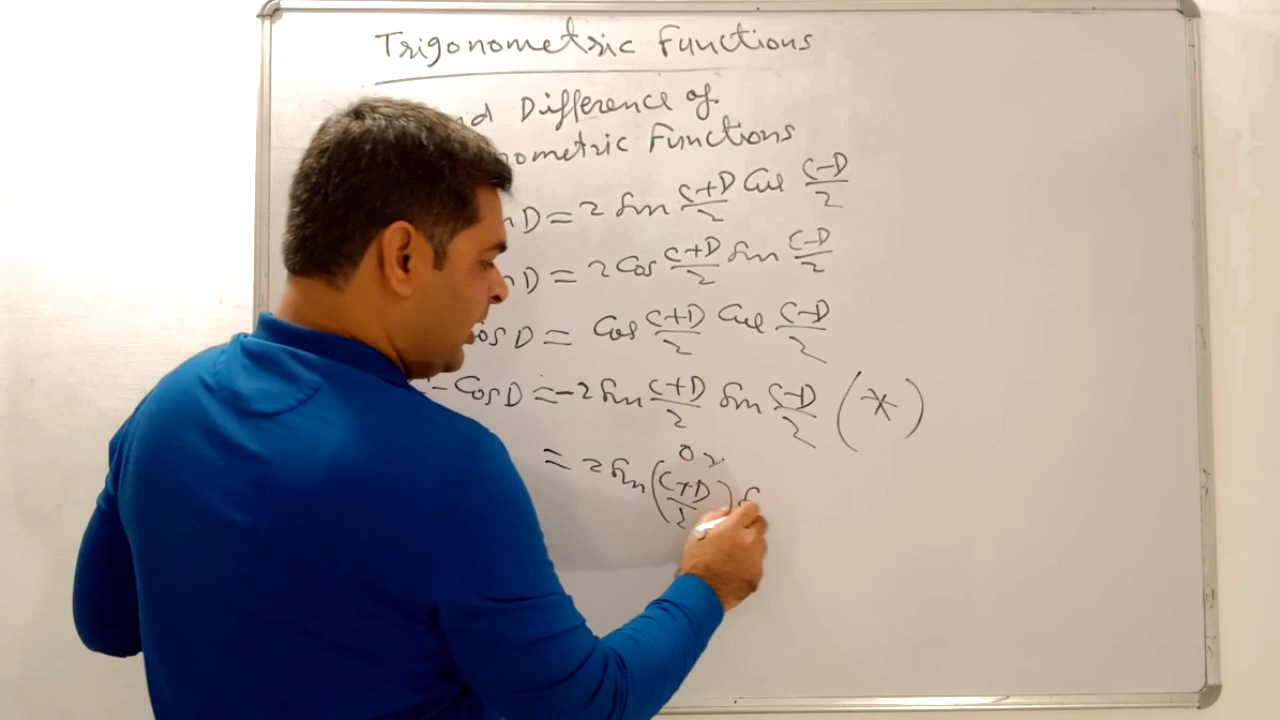 Trigonometric Functions
nd Difference of
nometric Functions
n D = 2 Sin C+D/2 Cos C-D/2
n D = 2 Cos C+D/2 Sin C-D/2
os D = Cos C+D/2 Cos C-D/2
- Cos D = -2 Sin C+D/2 Sin C-D/2 (*)
Or
= 2 Sin (C+D/2) S